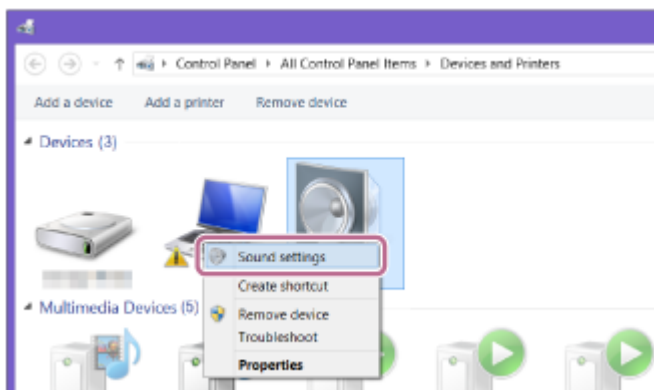 Control Panel ▸ All Control Panel Items ▸ Devices and Printers
Add a device Add a printer Remove device
Devices (3)
Sound settings
Create shortcut
Multimedia Devices (5)
Remove device
Troubleshoot
Properties